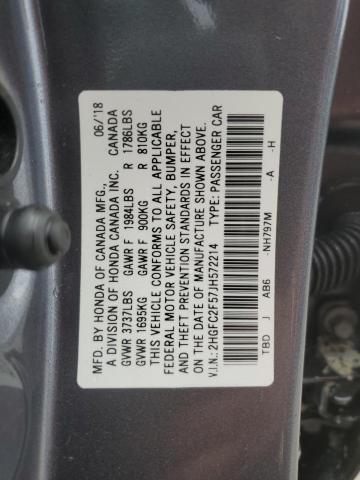 MFD. BY HONDA OF CANADA MFG., 06/'18
A DIVISION OF HONDA CANADA INC. CANADA
GVWR 3737LBS GAWR F 1984LBS R 1786LBS
GVWR 1695KG GAWR F 900KG R 810KG
THIS VEHICLE CONFORMS TO ALL APPLICABLE
FEDERAL MOTOR VEHICLE SAFETY, BUMPER,
AND THEFT PREVENTION STANDARDS IN EFFECT
ON THE DATE OF MANUFACTURE SHOWN ABOVE.
V.I.N.: 2HGFC2F57JH572214 TYPE: PASSENGER CAR
TBD J AB6 -NH797M -A -H